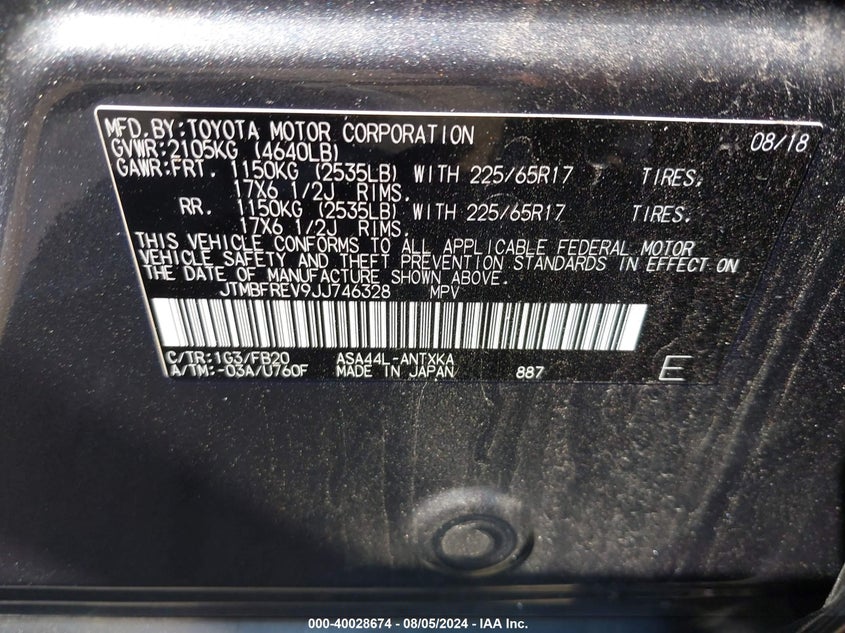 MFD.BY:TOYOTA MOTOR CORPORATION 08/18
GVWR:2105KG (4640LB)
GAWR:FRT. 1150KG (2535LB) WITH 225/65R17 TIRES,
17X6 1/2J RIMS.
RR. 1150KG (2535LB) WITH 225/65R17 TIRES,
17X6 1/2J RIMS.
THIS VEHICLE CONFORMS TO ALL APPLICABLE FEDERAL MOTOR
VEHICLE SAFETY AND THEFT PREVENTION STANDARDS IN EFFECT ON
THE DATE OF MANUFACTURE SHOWN ABOVE.
JTMBFREV9JJ746328 MPV
C/TR:1G3/FB20 ASA44L-ANTXKA
A/TM:-03A/U760F MADE IN JAPAN 887 E
000-40028674 — 08/05/2024 — IAA Inc.